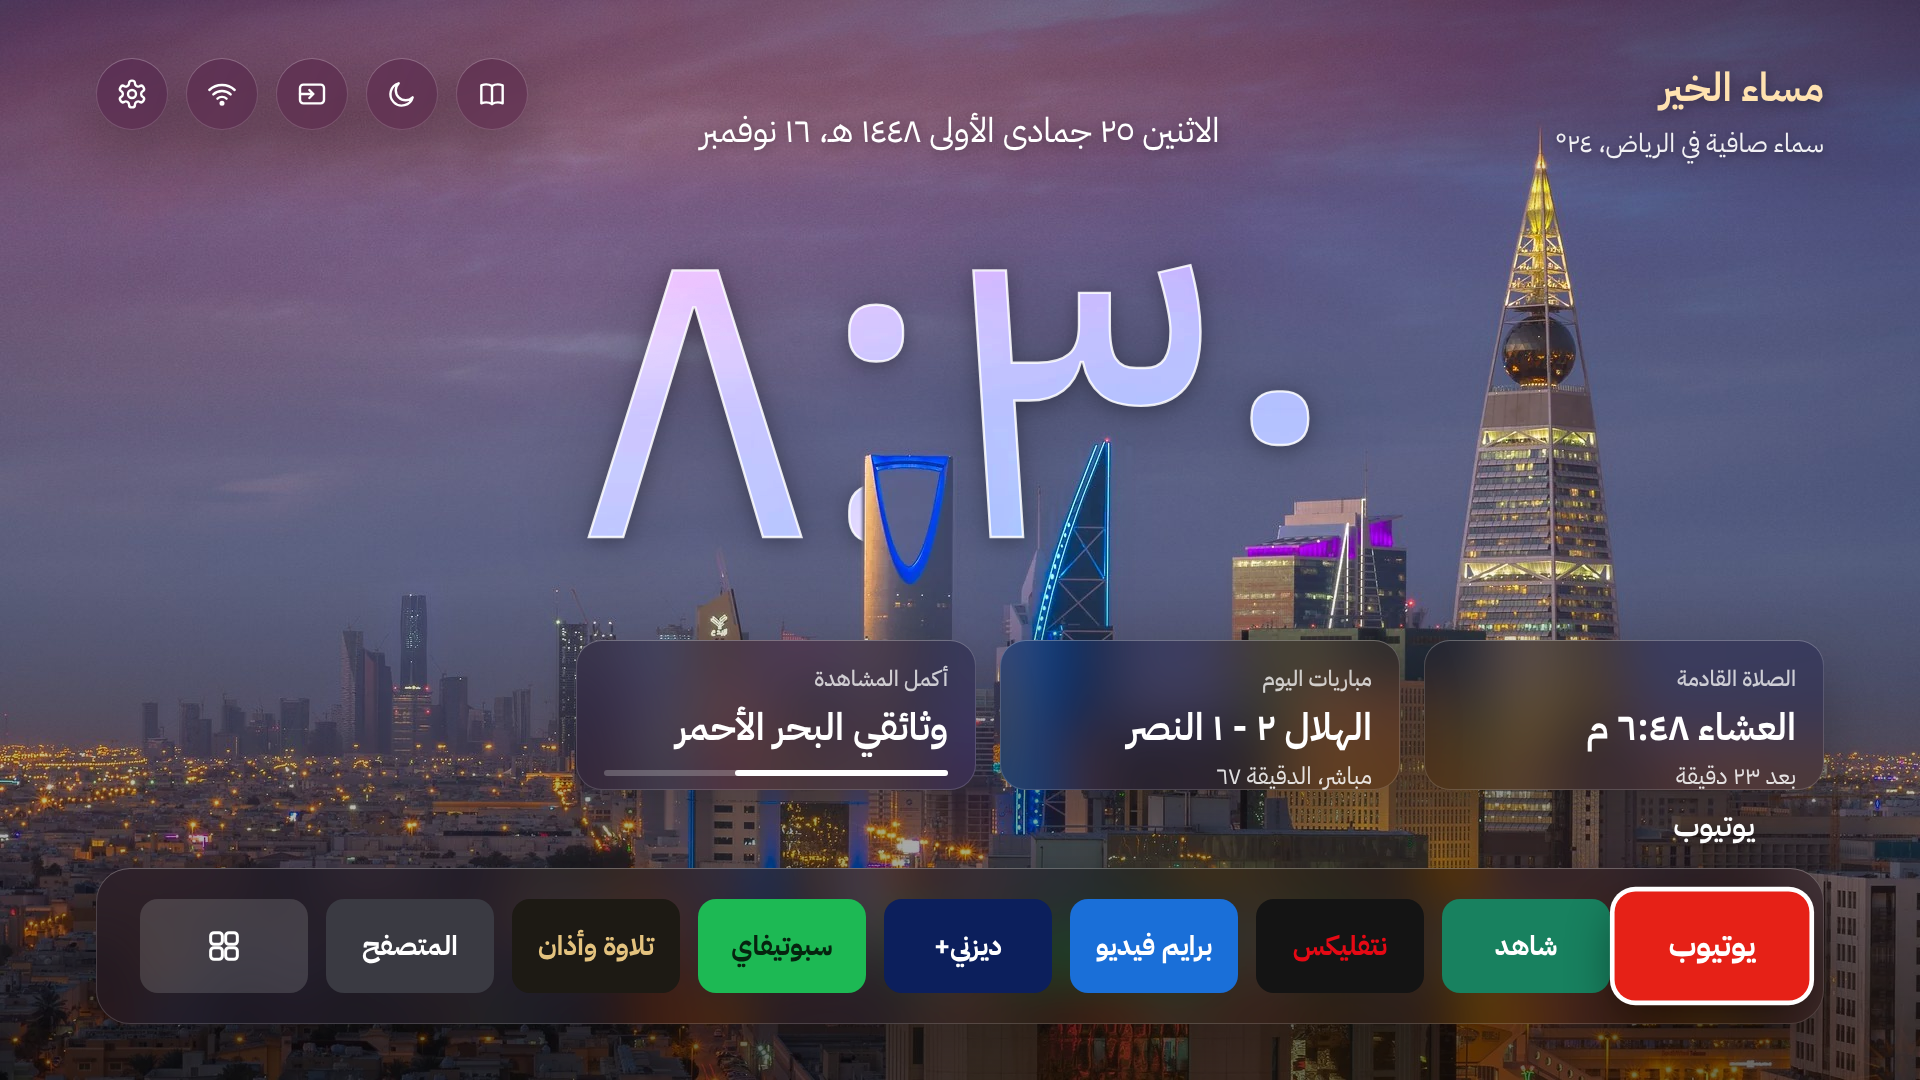 مساء الخير
سماء صافية في الرياض، ٢٤°
الاثنين ٢٥ جمادى الأولى ١٤٤٨ هـ، ١٦ نوفمبر
٨:٣٠
الصلاة القادمة
العشاء ٦:٤٨ م
بعد ٢٣ دقيقة
مباريات اليوم
الهلال ٢ - ١ النصر
مباشر، الدقيقة ٦٧
أكمل المشاهدة
وثائقي البحر الأحمر
يوتيوب
يوتيوب
شاهد
نتفليكس
برايم فيديو
ديزني+
سبوتيفاي
تلاوة وأذان
المتصفح